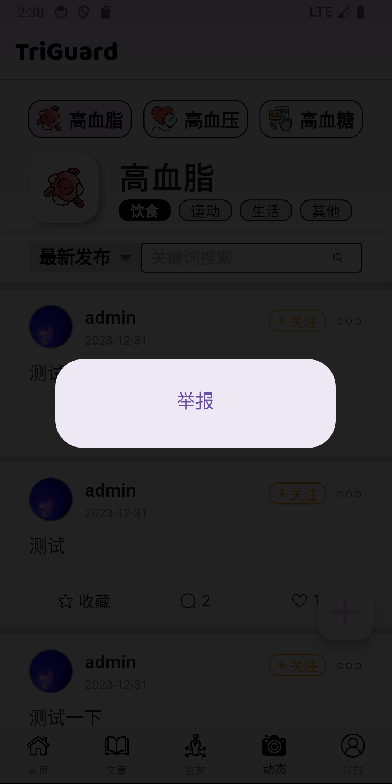 2:38 LTE
TriGuard
高血脂 高血压 高血糖
高血脂
饮食 运动 生活 其他
最新发布 关键词搜索
admin +关注
2023-12-31
测试
举报
admin +关注
2023-12-31
测试
收藏 2 1
admin +关注
2023-12-31
测试一下
首页 文章 监护 动态 我的